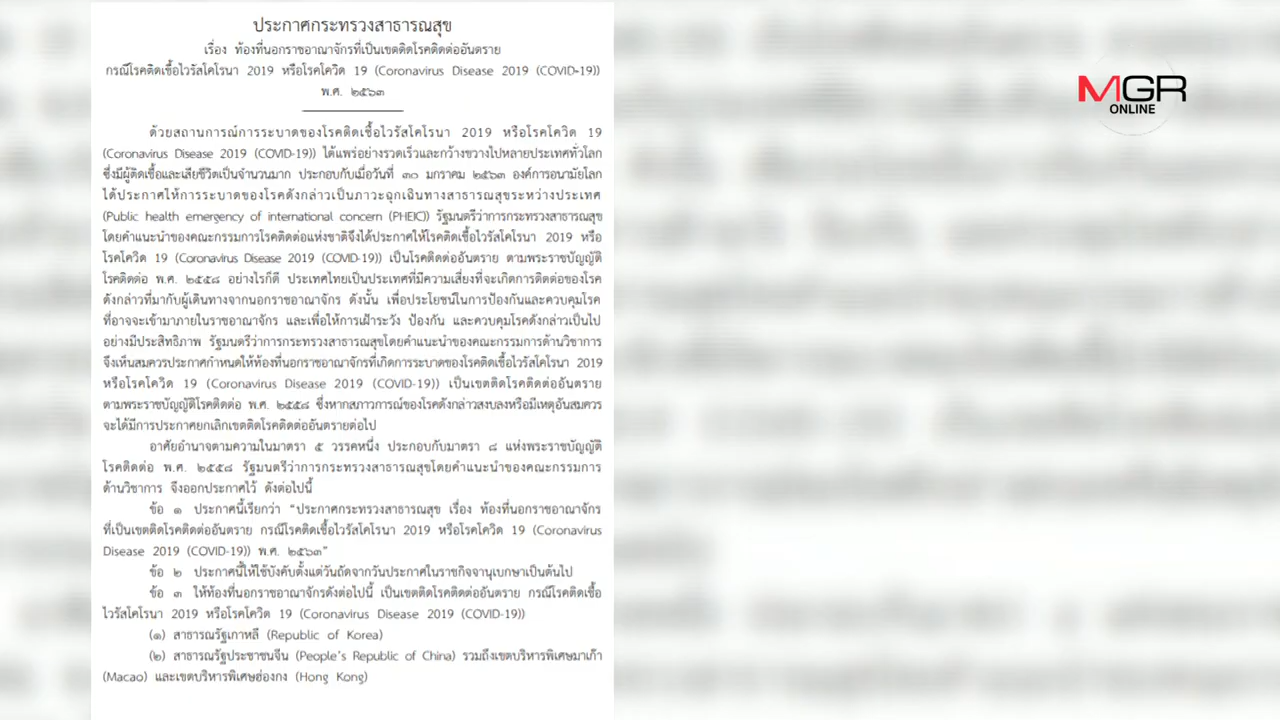 ประกาศกระทรวงสาธารณสุข
เรื่อง ท้องที่นอกราชอาณาจักรที่เป็นเขตติดโรคติดต่ออันตราย
กรณีโรคติดเชื้อไวรัสโคโรนา 2019 หรือโรคโควิด 19 (Coronavirus Disease 2019 (COVID-19))
พ.ศ. ๒๕๖๓
ด้วยสถานการณ์การระบาดของโรคติดเชื้อไวรัสโคโรนา 2019 หรือโรคโควิด 19
(Coronavirus Disease 2019 (COVID-19)) ได้แพร่อย่างรวดเร็วและกว้างขวางไปหลายประเทศทั่วโลก
ซึ่งมีผู้ติดเชื้อและเสียชีวิตเป็นจำนวนมาก ประกอบกับเมื่อวันที่ ๓๐ มกราคม ๒๕๖๓ องค์การอนามัยโลก
ได้ประกาศให้การระบาดของโรคดังกล่าวเป็นภาวะฉุกเฉินทางสาธารณสุขระหว่างประเทศ
(Public health emergency of international concern (PHEIC)) รัฐมนตรีว่าการกระทรวงสาธารณสุข
โดยคำแนะนำของคณะกรรมการโรคติดต่อแห่งชาติจึงได้ประกาศให้โรคติดเชื้อไวรัสโคโรนา 2019 หรือ
โรคโควิด 19 (Coronavirus Disease 2019 (COVID-19)) เป็นโรคติดต่ออันตราย ตามพระราชบัญญัติ
โรคติดต่อ พ.ศ. ๒๕๕๘ อย่างไรก็ดี ประเทศไทยเป็นประเทศที่มีความเสี่ยงที่จะเกิดการติดต่อของโรค
ดังกล่าวที่มากับผู้เดินทางจากนอกราชอาณาจักร ดังนั้น เพื่อประโยชน์ในการป้องกันและควบคุมโรค
ที่อาจจะเข้ามาภายในราชอาณาจักร และเพื่อให้การเฝ้าระวัง ป้องกัน และควบคุมโรคดังกล่าวเป็นไป
อย่างมีประสิทธิภาพ รัฐมนตรีว่าการกระทรวงสาธารณสุขโดยคำแนะนำของคณะกรรมการด้านวิชาการ
จึงเห็นสมควรประกาศกำหนดให้ท้องที่นอกราชอาณาจักรที่เกิดการระบาดของโรคติดเชื้อไวรัสโคโรนา 2019
หรือโรคโควิด 19 (Coronavirus Disease 2019 (COVID-19)) เป็นเขตติดโรคติดต่ออันตราย
ตามพระราชบัญญัติโรคติดต่อ พ.ศ. ๒๕๕๘ ซึ่งหากสภาวการณ์ของโรคดังกล่าวสงบลงหรือมีเหตุอันสมควร
จะได้มีการประกาศยกเลิกเขตติดโรคติดต่ออันตรายต่อไป
อาศัยอำนาจตามความในมาตรา ๕ วรรคหนึ่ง ประกอบกับมาตรา ๘ แห่งพระราชบัญญัติ
โรคติดต่อ พ.ศ. ๒๕๕๘ รัฐมนตรีว่าการกระทรวงสาธารณสุขโดยคำแนะนำของคณะกรรมการ
ด้านวิชาการ จึงออกประกาศไว้ ดังต่อไปนี้
ข้อ ๑ ประกาศนี้เรียกว่า “ประกาศกระทรวงสาธารณสุข เรื่อง ท้องที่นอกราชอาณาจักร
ที่เป็นเขตติดโรคติดต่ออันตราย กรณีโรคติดเชื้อไวรัสโคโรนา 2019 หรือโรคโควิด 19 (Coronavirus
Disease 2019 (COVID-19)) พ.ศ. ๒๕๖๓”
ข้อ ๒ ประกาศนี้ให้ใช้บังคับตั้งแต่วันถัดจากวันประกาศในราชกิจจานุเบกษาเป็นต้นไป
ข้อ ๓ ให้ท้องที่นอกราชอาณาจักรดังต่อไปนี้ เป็นเขตติดโรคติดต่ออันตราย กรณีโรคติดเชื้อ
ไวรัสโคโรนา 2019 หรือโรคโควิด 19 (Coronavirus Disease 2019 (COVID-19))
(๑) สาธารณรัฐเกาหลี (Republic of Korea)
(๒) สาธารณรัฐประชาชนจีน (People’s Republic of China) รวมถึงเขตบริหารพิเศษมาเก๊า
(Macao) และเขตบริหารพิเศษฮ่องกง (Hong Kong)
MGR
ONLINE